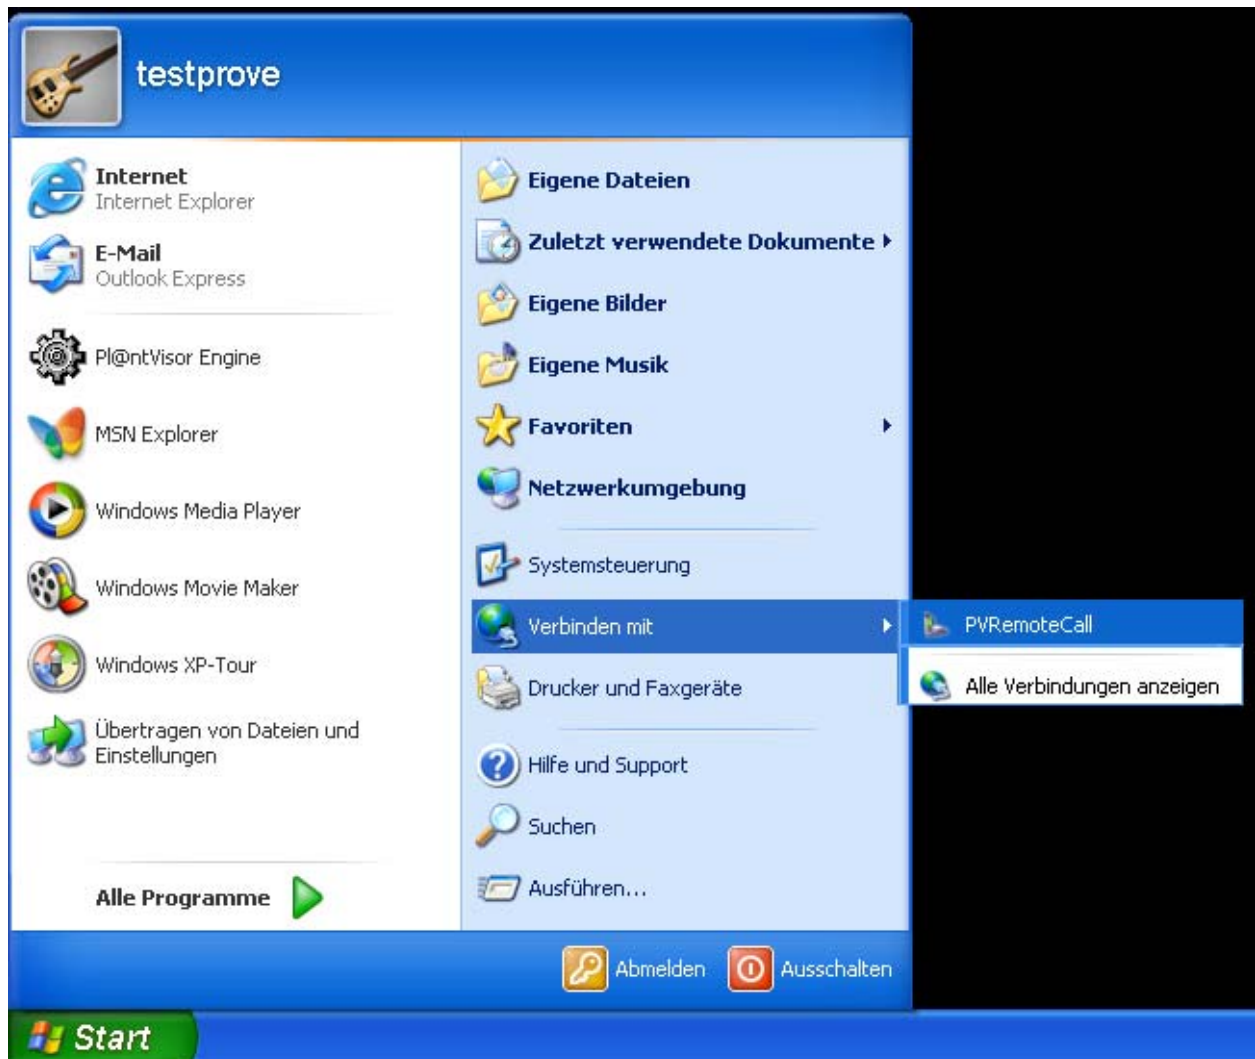 testprove
Internet
Internet Explorer
E-Mail
Outlook Express
Pl@ntVisor Engine
MSN Explorer
Windows Media Player
Windows Movie Maker
Windows XP-Tour
Übertragen von Dateien und
Einstellungen
Alle Programme
Eigene Dateien
Zuletzt verwendete Dokumente
Eigene Bilder
Eigene Musik
Favoriten
Netzwerkumgebung
Systemsteuerung
Verbinden mit
Drucker und Faxgeräte
Hilfe und Support
Suchen
Ausführen...
PVRemoteCall
Alle Verbindungen anzeigen
Abmelden
Ausschalten
Start